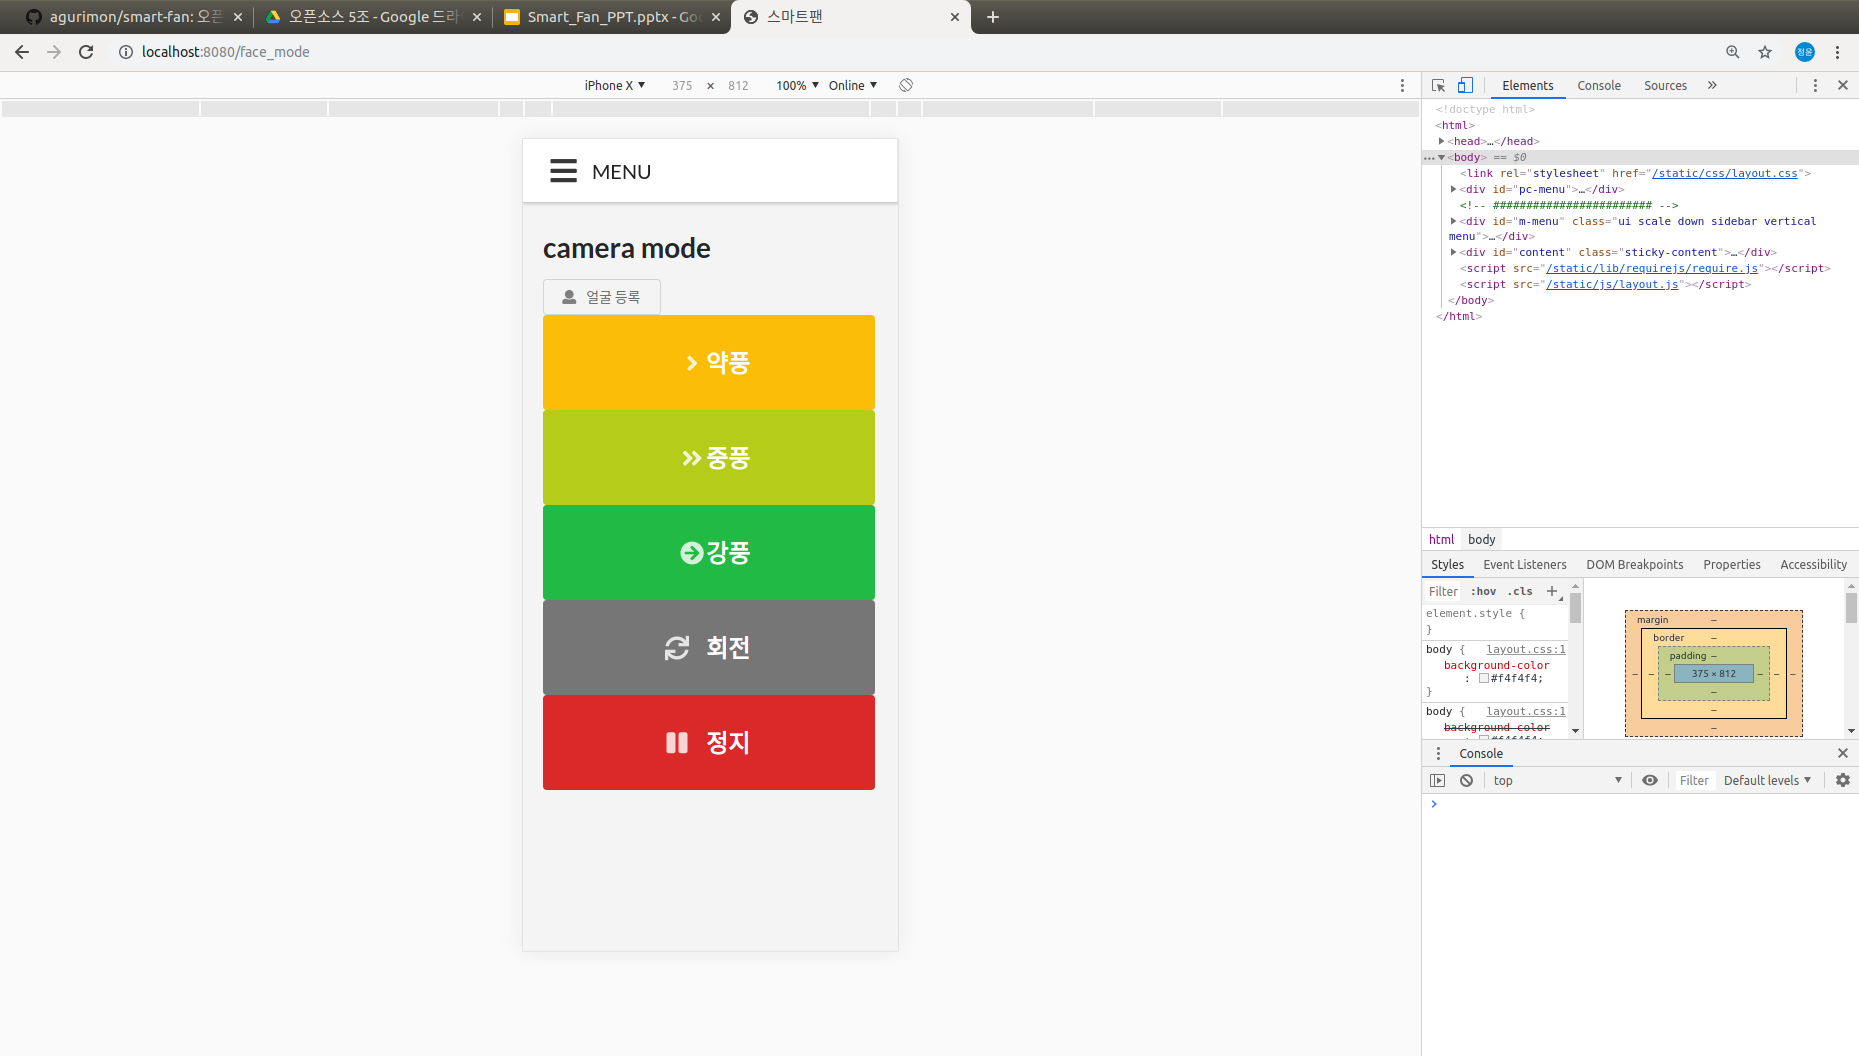 agurimon/smart-fan: 오픈
오픈소스 5조 - Google 드라
Smart_Fan_PPT.pptx - Goo
스마트팬
localhost:8080/face_mode
정윤
iPhone X ▼ 375 × 812 100% ▼ Online ▼
MENU
camera mode
얼굴 등록
약풍
중풍
강풍
회전
정지
Elements Console Sources »
<!doctype html>
<html>
<head>…</head>
<body> == $0
<link rel="stylesheet" href="/static/css/layout.css">
<div id="pc-menu">…</div>
<!-- ######################## -->
<div id="m-menu" class="ui scale down sidebar vertical
menu">…</div>
<div id="content" class="sticky-content">…</div>
<script src="/static/lib/requirejs/require.js"></script>
<script src="/static/js/layout.js"></script>
</body>
</html>
html body
Styles Event Listeners DOM Breakpoints Properties Accessibility
Filter :hov .cls +
element.style {
}
body { layout.css:1
background-color
: #f4f4f4;
}
body { layout.css:1
background-color
: #f4f4f4;
margin –
border –
padding –
– – – 375 × 812 – – –
–
–
Console
top ▼ Filter Default levels ▼